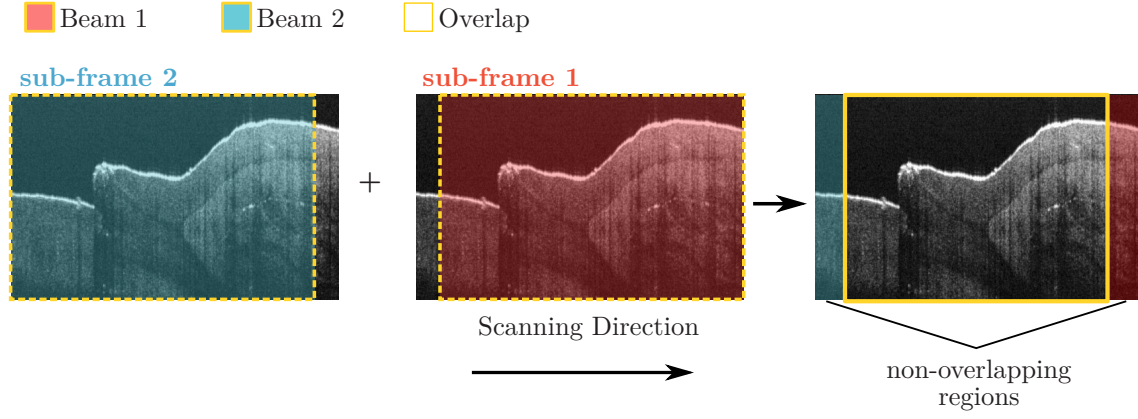 Beam 1
Beam 2
Overlap
sub-frame 2
sub-frame 1
+
Scanning Direction
non-overlapping
regions